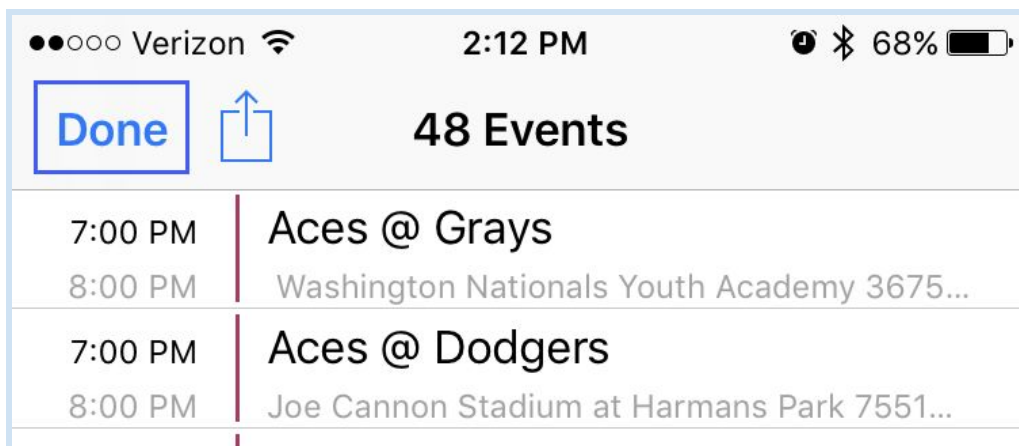 Verizon 2:12 PM 68%
Done 48 Events
7:00 PM Aces @ Grays
8:00 PM Washington Nationals Youth Academy 3675...
7:00 PM Aces @ Dodgers
8:00 PM Joe Cannon Stadium at Harmans Park 7551...